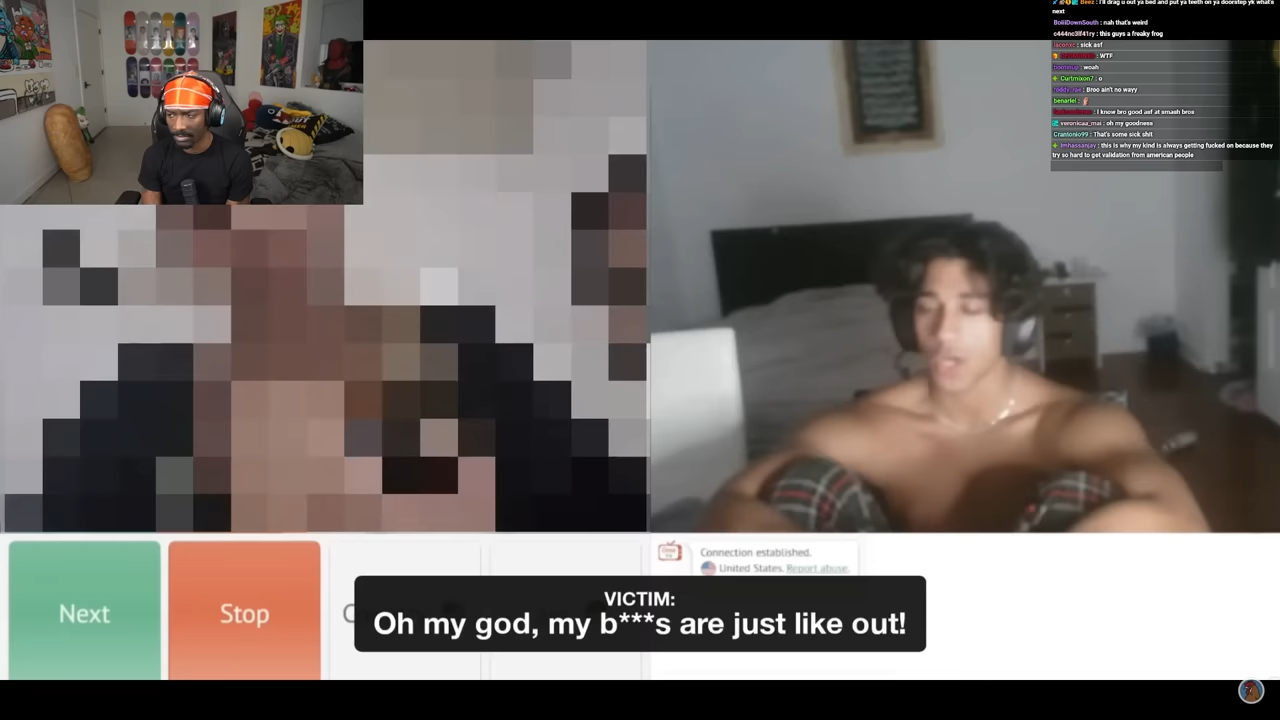 Beez : I'll drag u out ya bed and put ya teeth on ya doorstep yk what's
next
BoiiiDownSouth : nah that's weird
c444nc3lf41ry : this guys a freaky frog
: sick asf
: WTF
: woah
Curtmixon7 : o
: Broo ain't no wayy
benarlei :
: I know bro good asf at smash bros
veronicaa_mai : oh my goodness
Crantonio99 : That's some sick shit
imhassanjay : this is why my kind is always getting fucked on because they
try so hard to get validation from american people
Connection established.
United States. Report abuse.
Next
Stop
VICTIM:
Oh my god, my b***s are just like out!